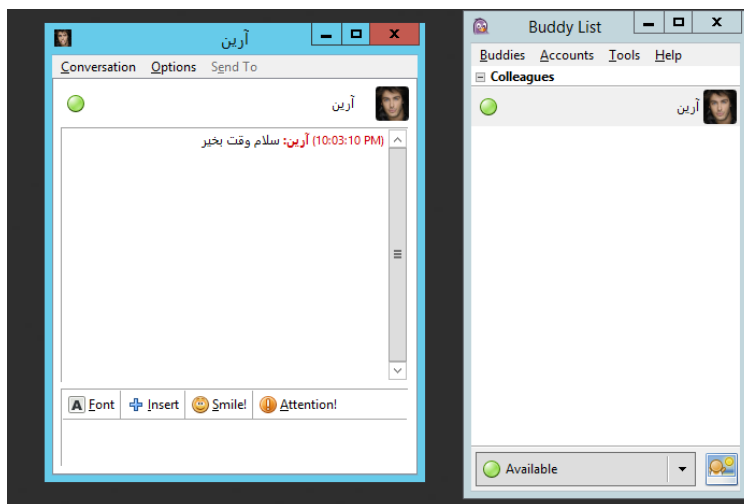 آرین
Conversation Options Send To
آرین
(10:03:10 PM) آرین: سلام وقت بخیر
Font Insert Smile! Attention!
Buddy List
Buddies Accounts Tools Help
Colleagues
آرین
Available